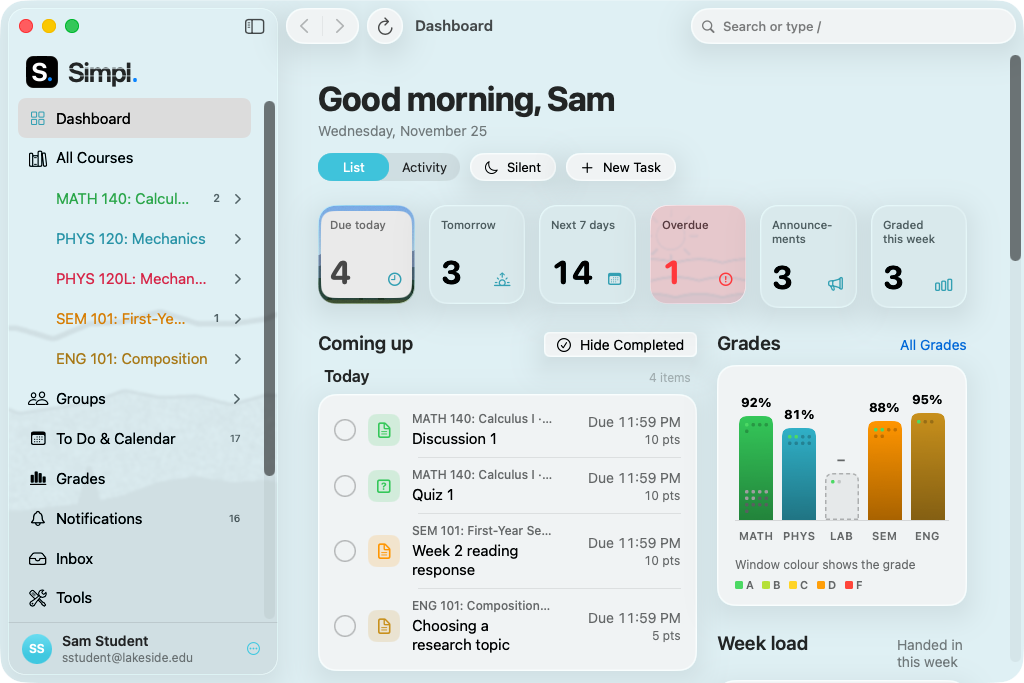 Dashboard
Search or type /
S.
Simpl.
Dashboard
All Courses
MATH 140: Calcul... 2
PHYS 120: Mechanics
PHYS 120L: Mechan...
SEM 101: First-Ye... 1
ENG 101: Composition
Groups
To Do & Calendar 17
Grades
Notifications 16
Inbox
Tools
SS
Sam Student
sstudent@lakeside.edu
Good morning, Sam
Wednesday, November 25
List Activity Silent New Task
Due today
4
Tomorrow
3
Next 7 days
14
Overdue
1
Announce-
ments
3
Graded
this week
3
Coming up
Hide Completed
Today
4 items
MATH 140: Calculus I ·...
Discussion 1
Due 11:59 PM
10 pts
MATH 140: Calculus I ·...
Quiz 1
Due 11:59 PM
10 pts
SEM 101: First-Year Se...
Week 2 reading
response
Due 11:59 PM
10 pts
ENG 101: Composition...
Choosing a
research topic
Due 11:59 PM
5 pts
Grades
All Grades
92% 81% – 88% 95%
MATH PHYS LAB SEM ENG
Window colour shows the grade
A B C D F
Week load
Handed in
this week